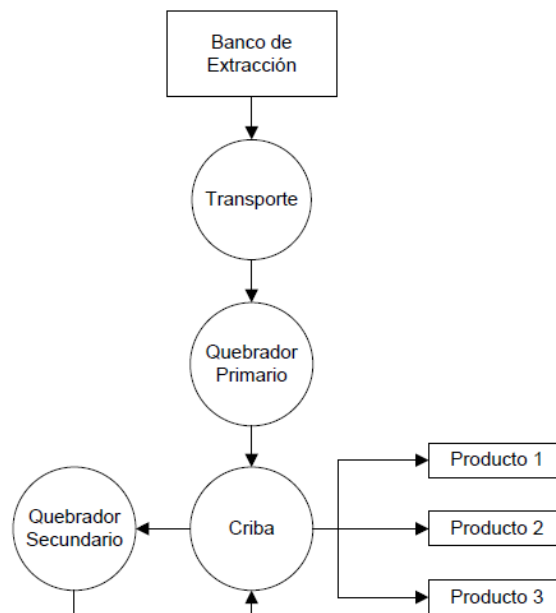 Banco de
Extracción
Transporte
Quebrador
Primario
Producto 1
Quebrador
Secundario
Criba
Producto 2
Producto 3